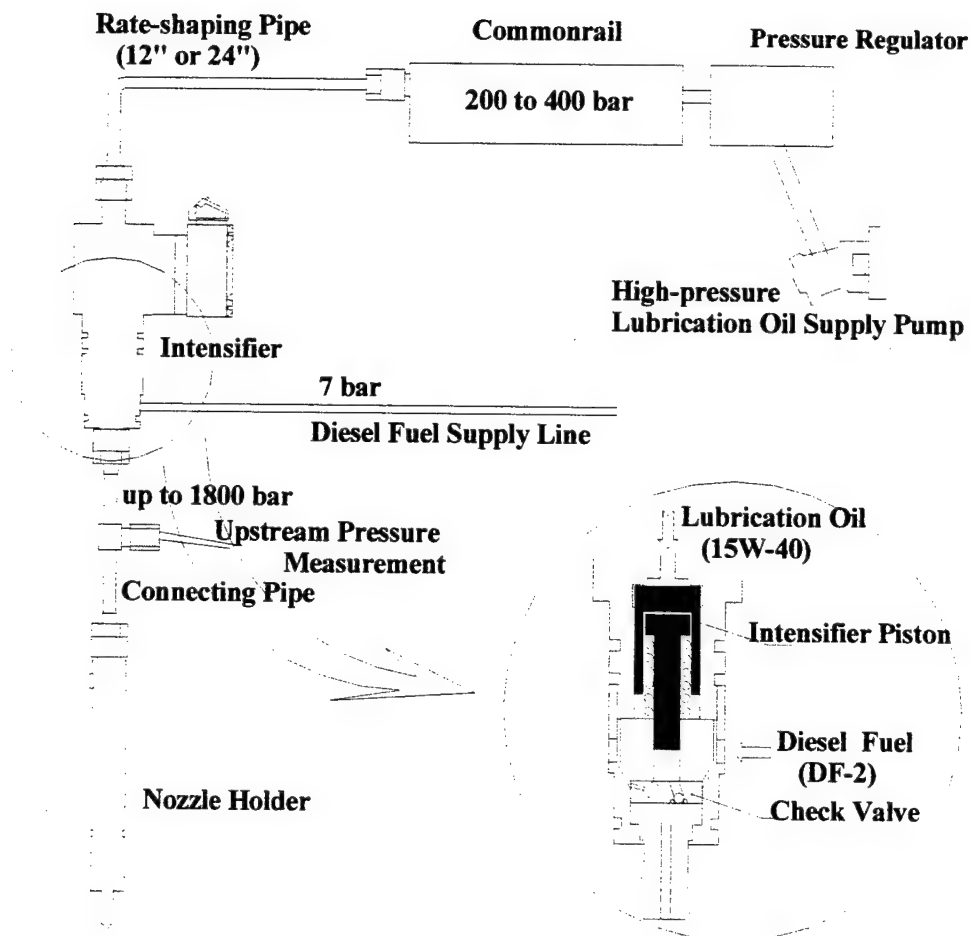 Rate-shaping Pipe
(12" or 24")
Commonrail
Pressure Regulator
200 to 400 bar
High-pressure
Lubrication Oil Supply Pump
Intensifier
7 bar
Diesel Fuel Supply Line
up to 1800 bar
Upstream Pressure
Measurement
Connecting Pipe
Nozzle Holder
Lubrication Oil
(15W-40)
Intensifier Piston
Diesel Fuel
(DF-2)
Check Valve